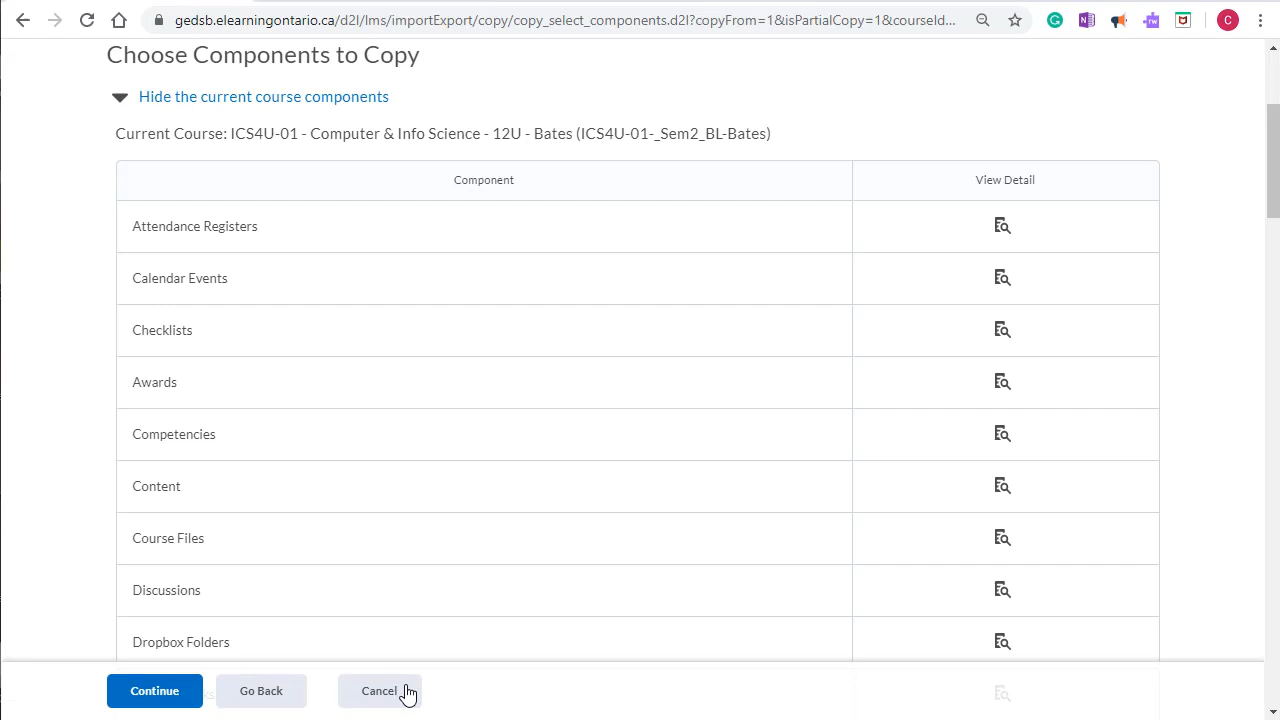 gedsb.elearningontario.ca/d2l/lms/importExport/copy/copy_select_components.d2l?copyFrom=1&isPartialCopy=1&courseId...
C
Choose Components to Copy
Hide the current course components
Current Course: ICS4U-01 - Computer & Info Science - 12U - Bates (ICS4U-01-_Sem2_BL-Bates)
Component View Detail
Attendance Registers
Calendar Events
Checklists
Awards
Competencies
Content
Course Files
Discussions
Dropbox Folders
Continue Go Back Cancel